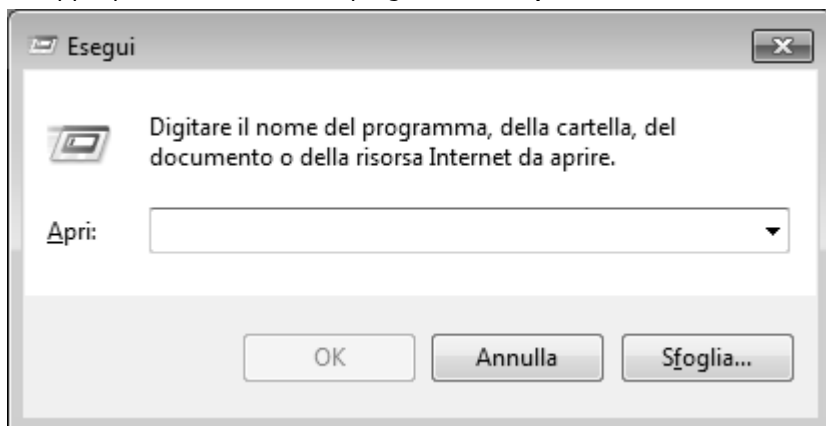 Esegui
Digitare il nome del programma, della cartella, del
documento o della risorsa Internet da aprire.
Apri:
OK
Annulla
Sfoglia...